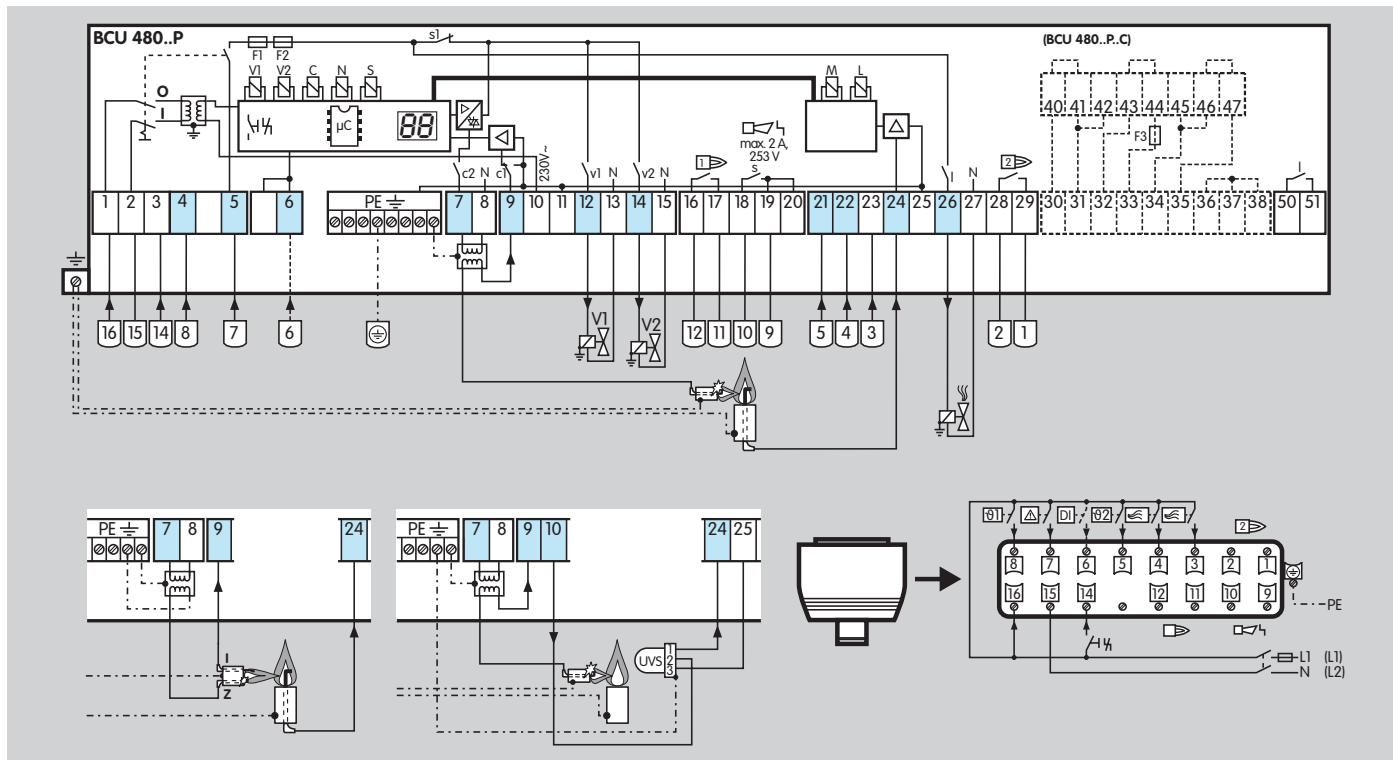 BCU 480..P
(BCU 480..P..C)
s1
F1 F2
V1 V2 C N S
M L
O
I
µC
88
230V~
max. 2 A,
253 V
40 41 42 43 44 45 46 47
F3
c2 N c1
v1 N
v2 N
1
s
I N
2
I
1 2 3 4 5 6
PE
7 8 9 10 11 12 13 14 15 16 17 18 19 20 21 22 23 24 25 26 27 28 29 30 31 32 33 34 35 36 37 38 50 51
16 15 14 8 7 6
V1
V2
12 11 10 9 5 4 3 2 1
PE
7 8 9 24
I
Z
PE
7 8 9 10 24 25
UVS
1
2
3
ϑ1 DI ϑ2
2
8 7 6 5 4 3 2 1
16 15 14 12 11 10 9
PE
L1 (L1)
N (L2)